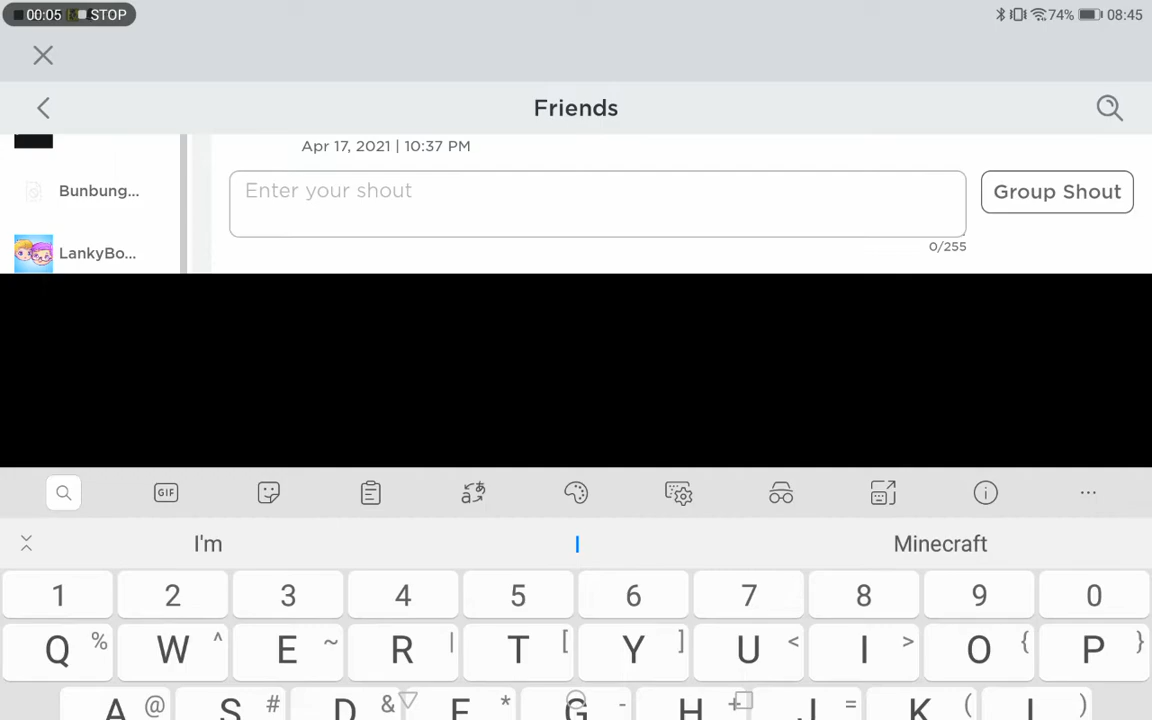 00:05 STOP 74% 08:45
Friends
Apr 17, 2021 | 10:37 PM
Bunbung...
Enter your shout
Group Shout
0/255
LankyBo...
GIF
I'm I Minecraft
1 2 3 4 5 6 7 8 9 0
Q % W ^ E ~ R | T [ Y ] U < I > O { P }
A @ S # D & F * G - H + J = K ( L )